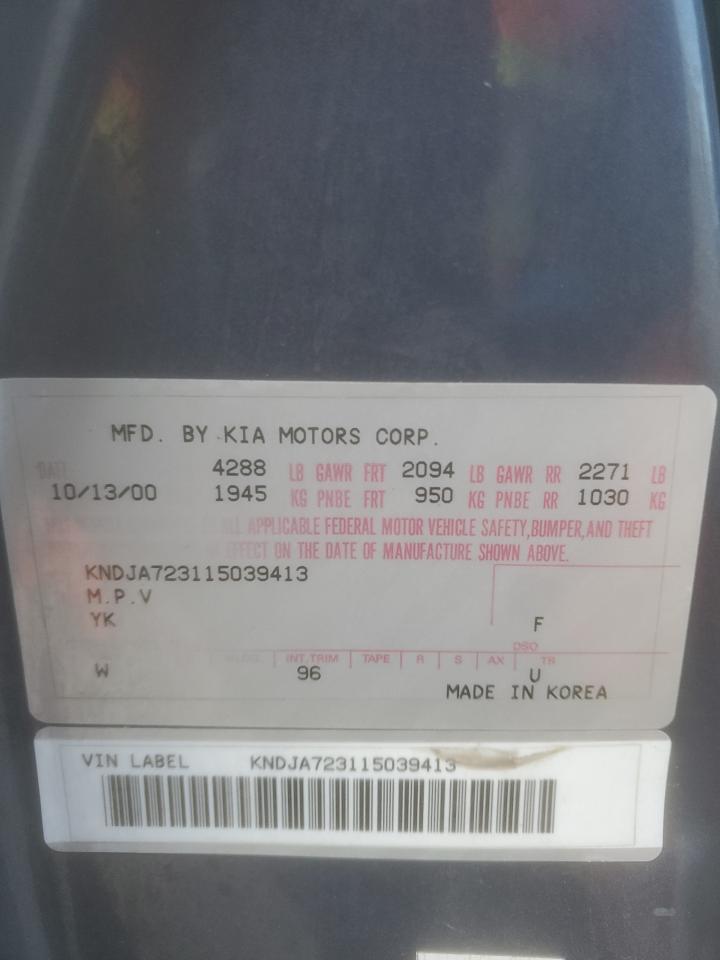 MFD. BY KIA MOTORS CORP.
DATE 4288 LB GAWR FRT 2094 LB GAWR RR 2271 LB
10/13/00 1945 KG PNBE FRT 950 KG PNBE RR 1030 KG
ALL APPLICABLE FEDERAL MOTOR VEHICLE SAFETY,BUMPER,AND THEFT
EFFECT ON THE DATE OF MANUFACTURE SHOWN ABOVE.
KNDJA723115039413
M.P.V
YK F
DSO
INT.TRIM TAPE R S AX TR
W 96 U
MADE IN KOREA
VIN LABEL KNDJA723115039413